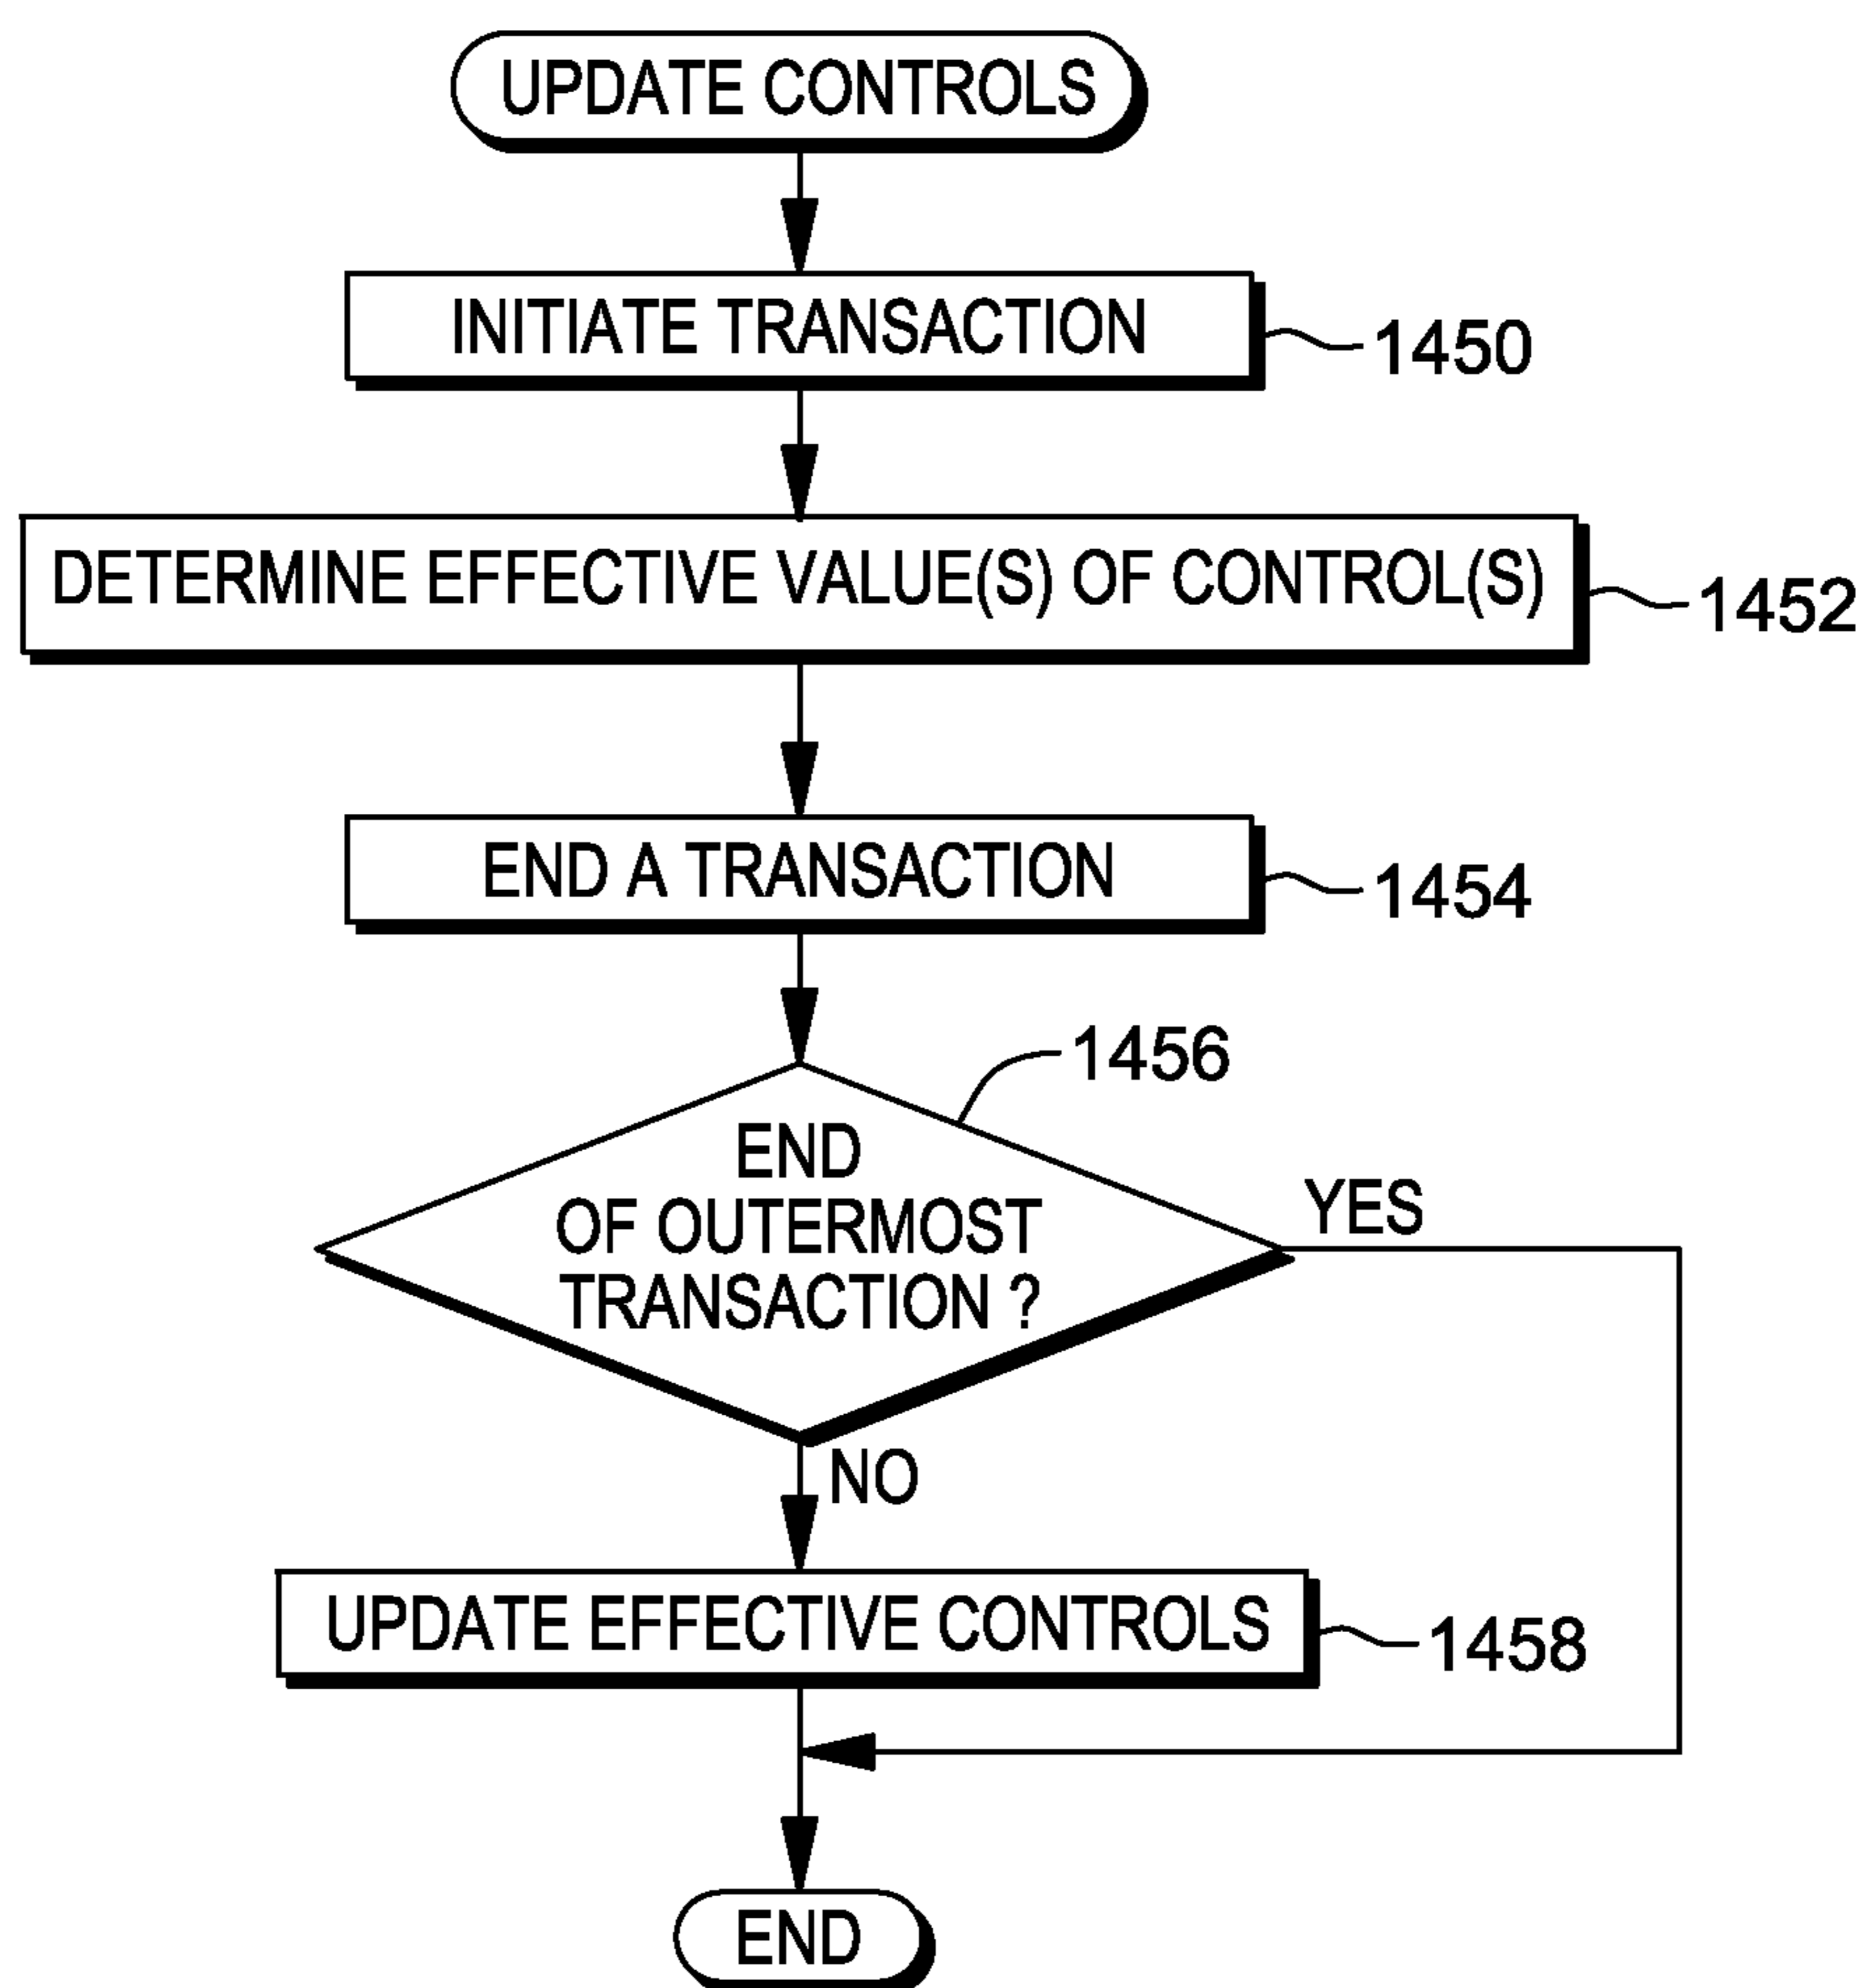 UPDATE CONTROLS
INITIATE TRANSACTION
1450
DETERMINE EFFECTIVE VALUE(S) OF CONTROL(S)
1452
END A TRANSACTION
1454
1456
END
OF OUTERMOST
TRANSACTION ?
YES
NO
UPDATE EFFECTIVE CONTROLS
1458
END